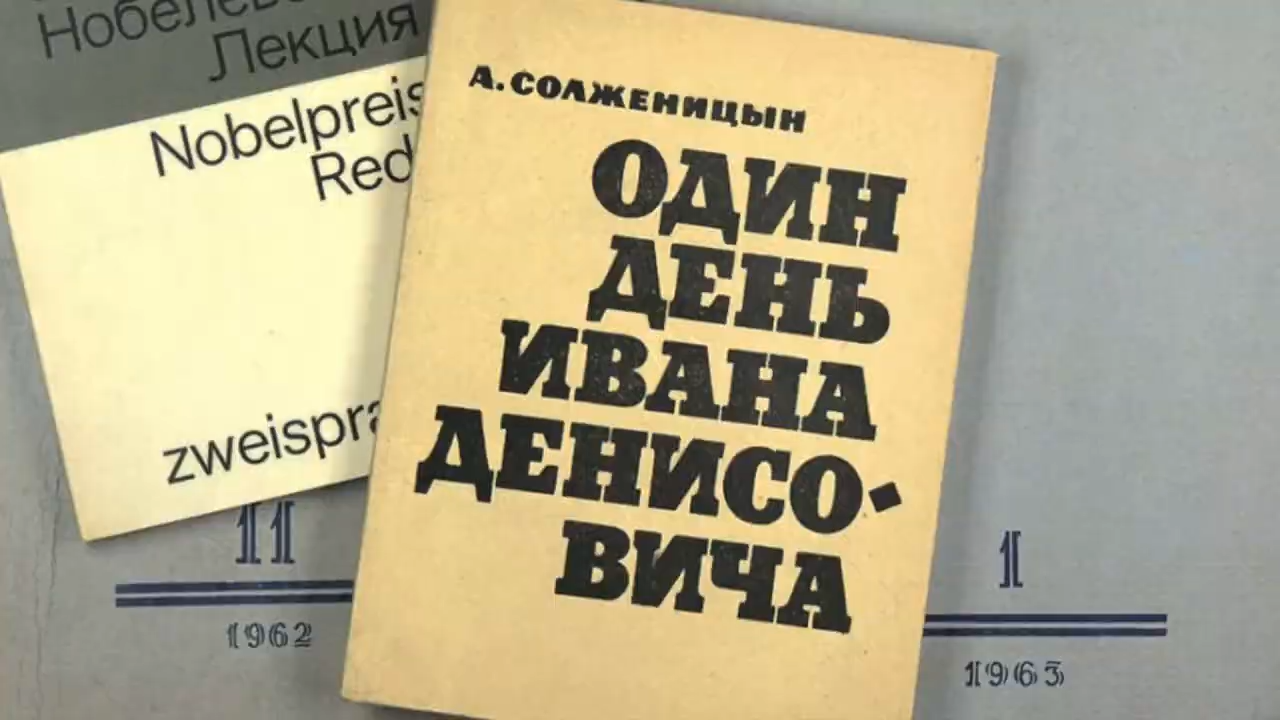 Лекция
Nobelpreis
Red
zweispra
А. СОЛЖЕНИЦЫН
ОДИН
ДЕНЬ
ИВАНА
ДЕНИСО-
ВИЧА
11
1962
1
1963